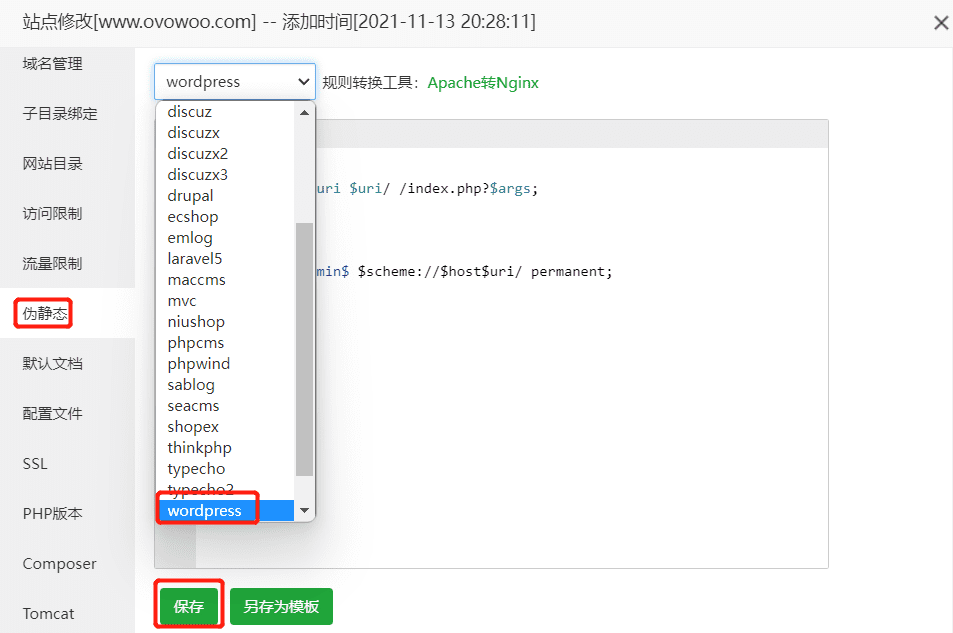 站点修改[www.ovowoo.com] -- 添加时间[2021-11-13 20:28:11]
域名管理
子目录绑定
网站目录
访问限制
流量限制
伪静态
默认文档
配置文件
SSL
PHP版本
Composer
Tomcat
wordpress
规则转换工具：Apache转Nginx
discuz
discuzx
discuzx2
discuzx3
drupal
ecshop
emlog
laravel5
maccms
mvc
niushop
phpcms
phpwind
sablog
seacms
shopex
thinkphp
typecho
typecho2
wordpress
uri $uri/ /index.php?$args;
min$ $scheme://$host$uri/ permanent;
保存
另存为模板